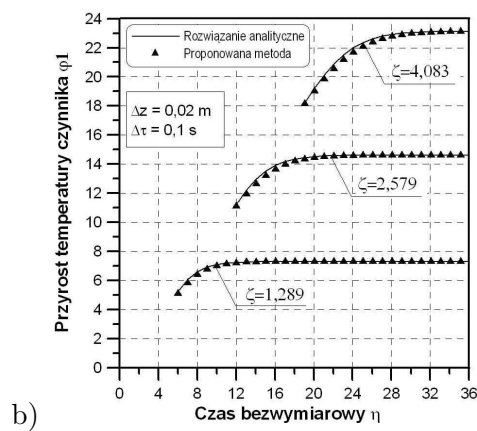 24
22
20
18
16
14
12
10
8
6
4
2
0
Przyrost temperatury czynnika φ1
Rozwiązanie analityczne
Proponowana metoda
Δz = 0,02 m
Δτ = 0,1 s
ζ=4,083
ζ=2,579
ζ=1,289
0 4 8 12 16 20 24 28 32 36
Czas bezwymiarowy η
b)